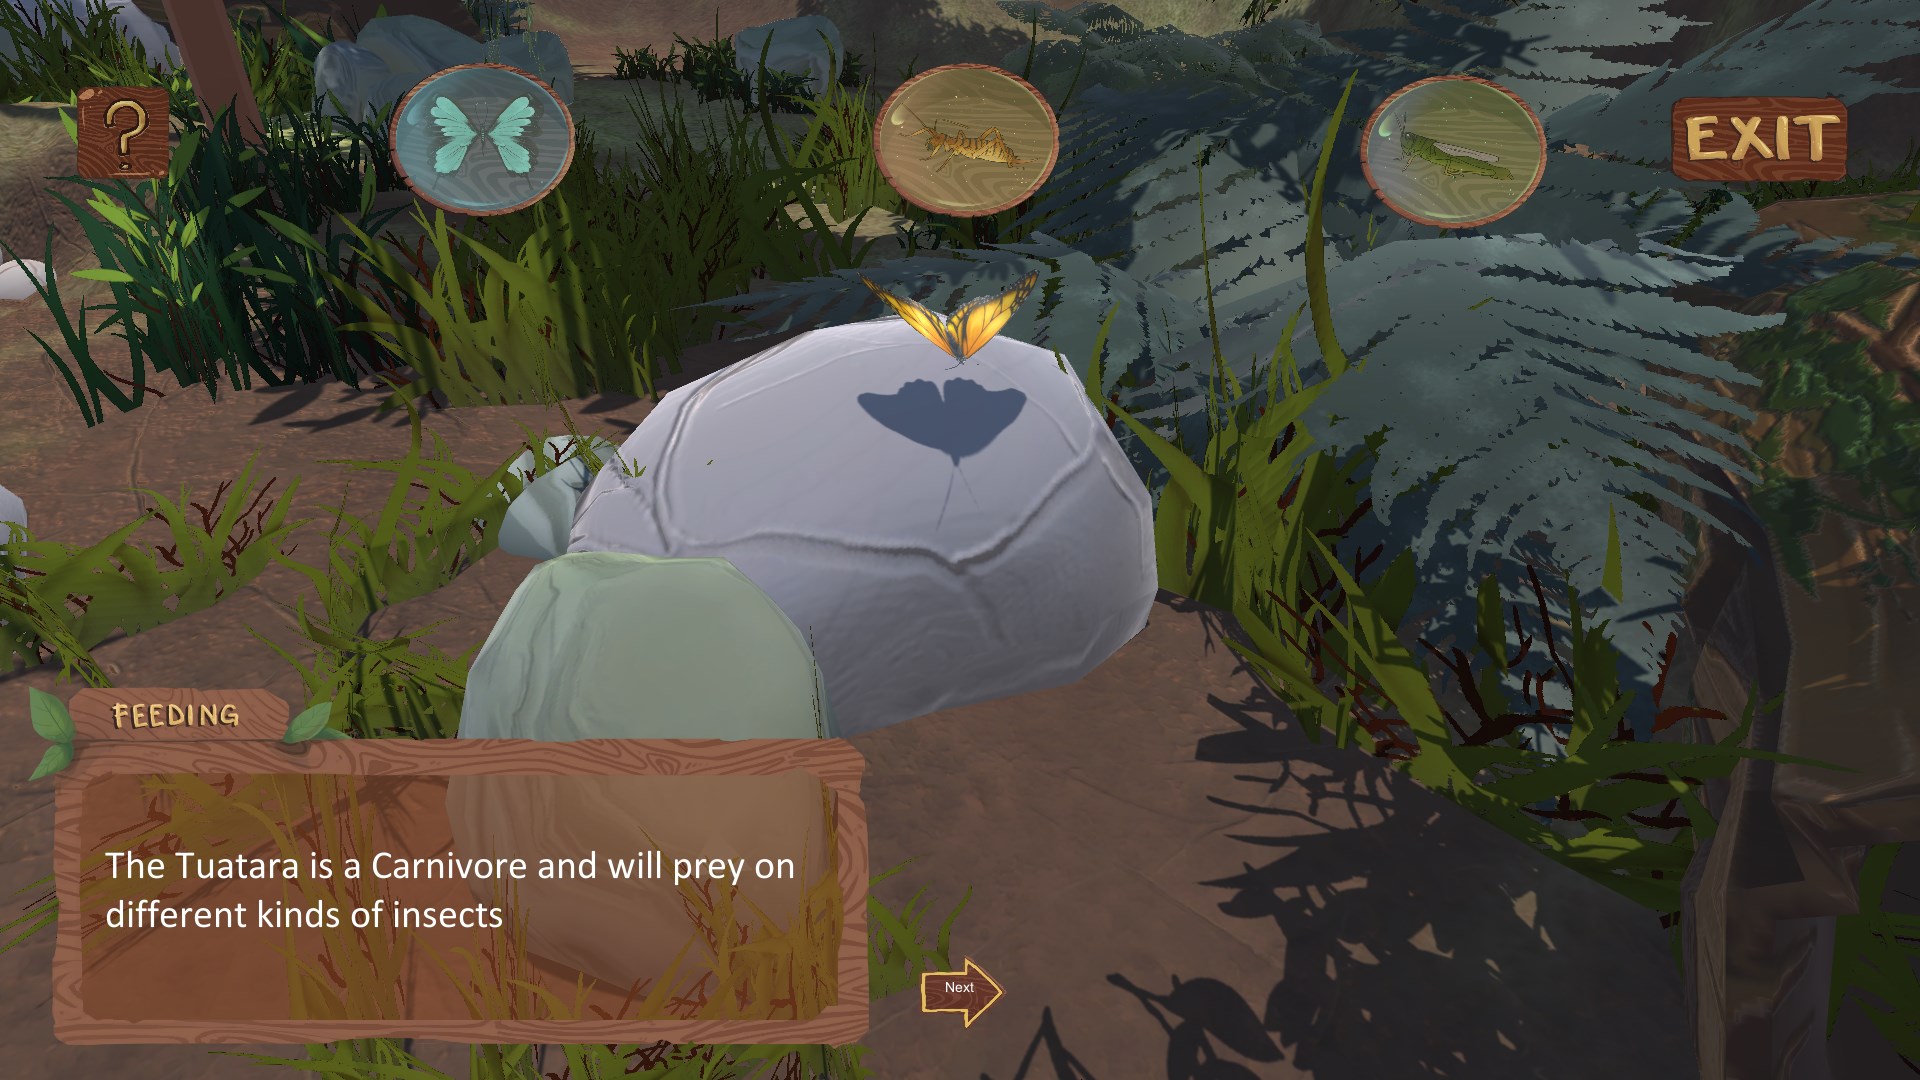 ?
EXIT
FEEDING
The Tuatara is a Carnivore and will prey on
different kinds of insects
Next